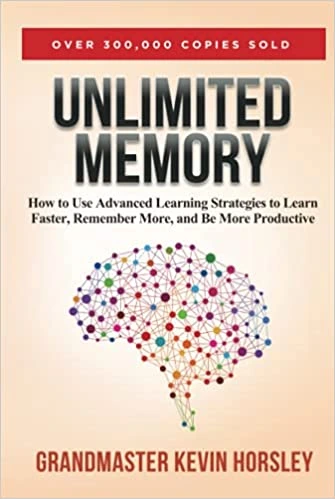 OVER 300,000 COPIES SOLD
UNLIMITED
MEMORY
How to Use Advanced Learning Strategies to Learn
Faster, Remember More, and Be More Productive
GRANDMASTER KEVIN HORSLEY